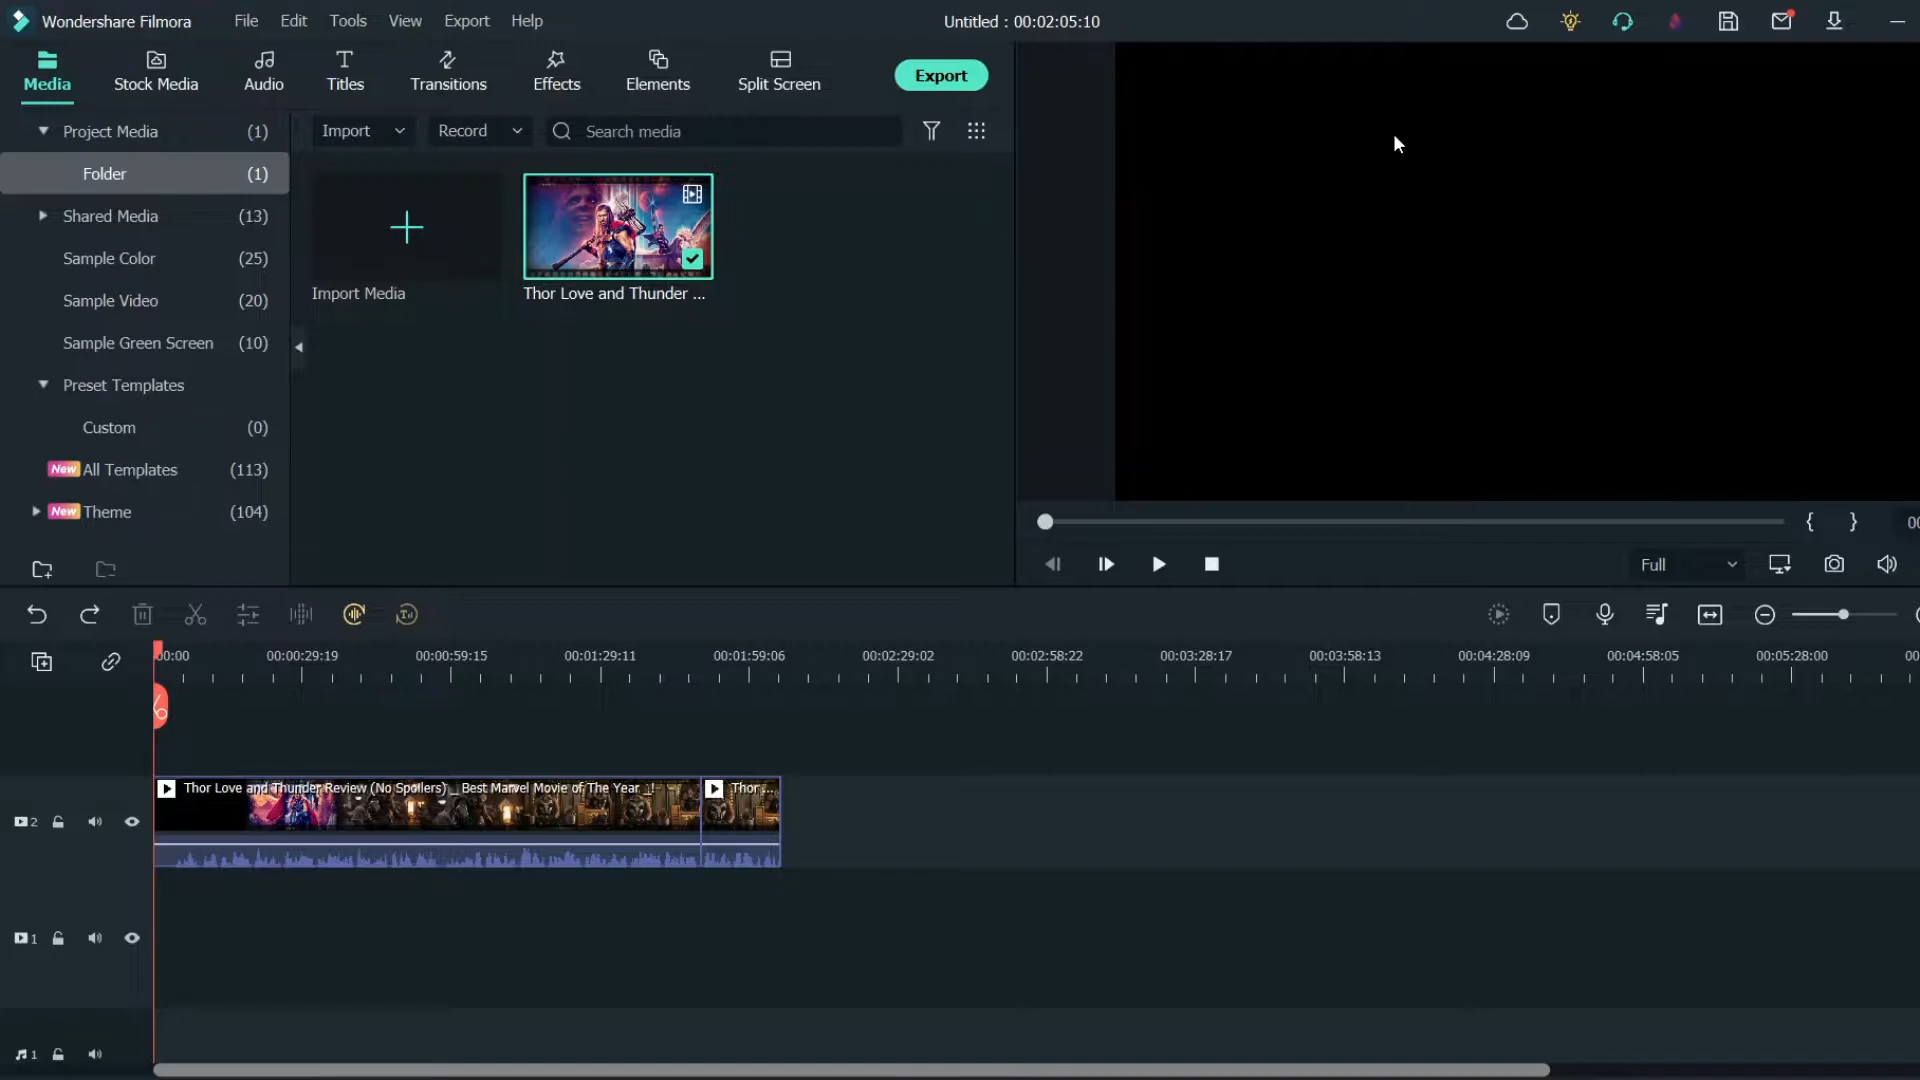 Wondershare Filmora
File Edit Tools View Export Help
Untitled : 00:02:05:10
Media
Stock Media
Audio
Titles
Transitions
Effects
Elements
Split Screen
Export
Project Media (1)
Folder (1)
Shared Media (13)
Sample Color (25)
Sample Video (20)
Sample Green Screen (10)
Preset Templates
Custom (0)
New All Templates (113)
New Theme (104)
Import
Record
Search media
Import Media
Thor Love and Thunder ...
{ }
Full
00:00 00:00:29:19 00:00:59:15 00:01:29:11 00:01:59:06 00:02:29:02 00:02:58:22 00:03:28:17 00:03:58:13 00:04:28:09 00:04:58:05 00:05:28:00
Thor Love and Thunder Review (No Spoilers) _ Best Marvel Movie of The Year _!
Thor ...
2
1
1